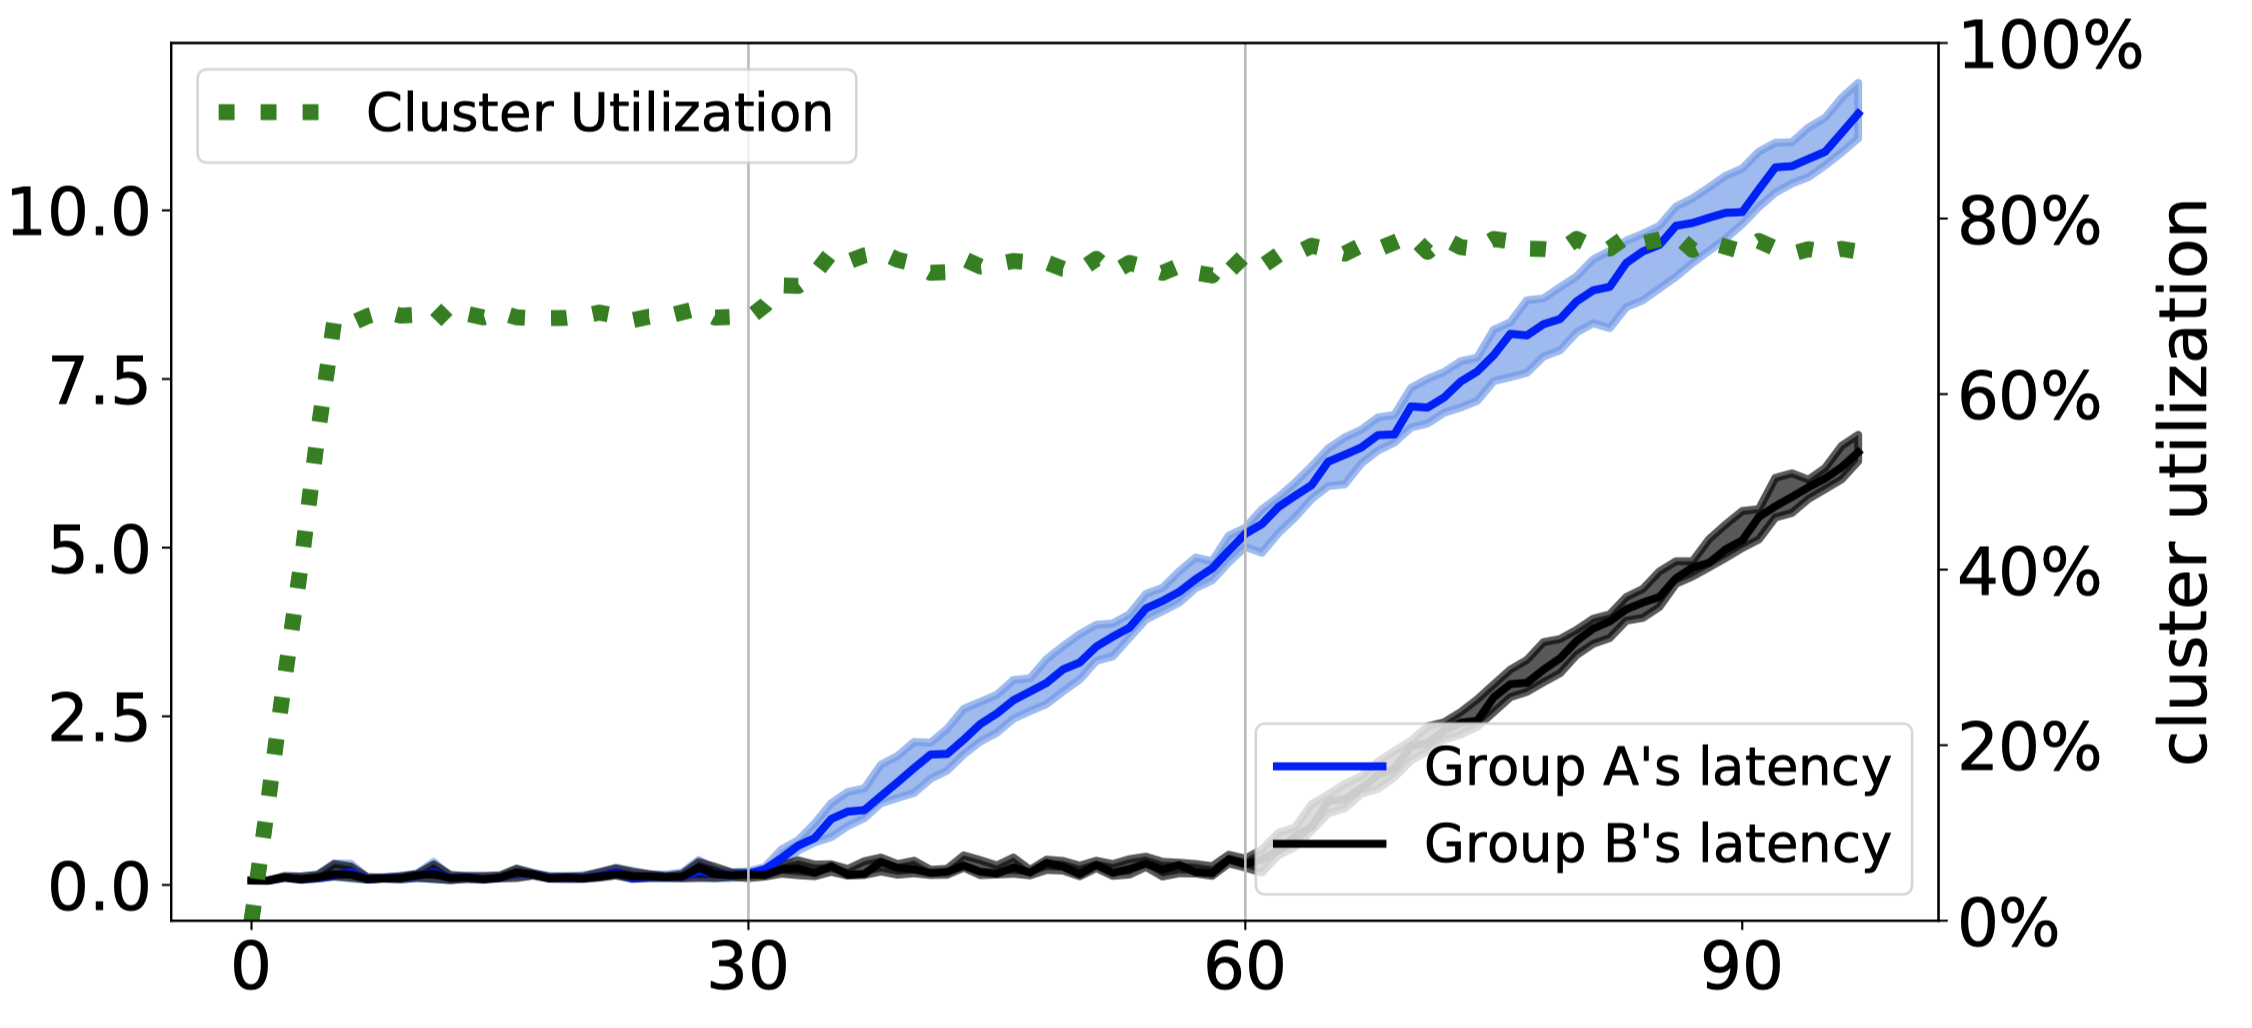 Cluster Utilization
10.0
7.5
5.0
2.5
0.0
100%
80%
60%
40%
20%
0%
cluster utilization
Group A's latency
Group B's latency
0 30 60 90